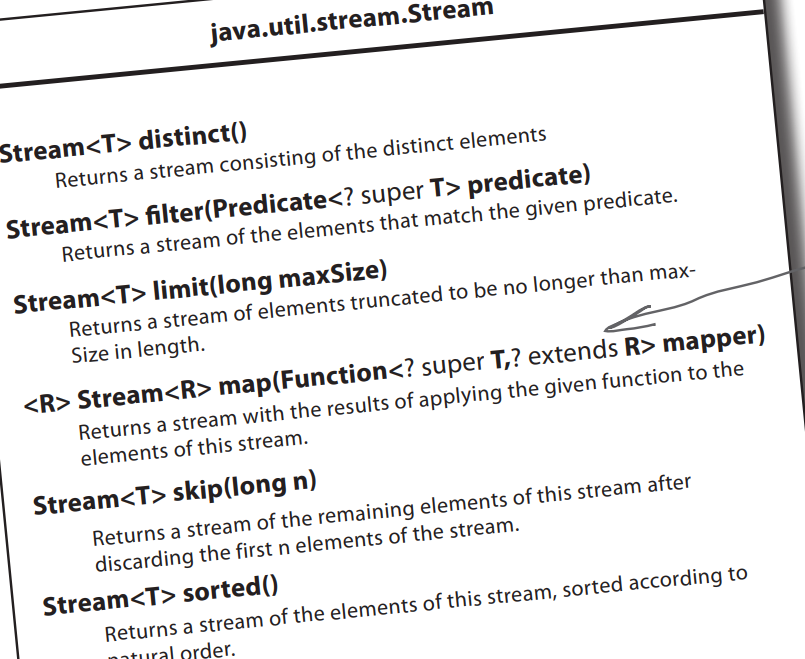 java.util.stream.Stream
Stream<T> distinct()
Returns a stream consisting of the distinct elements
Stream<T> filter(Predicate<? super T> predicate)
Returns a stream of the elements that match the given predicate.
Stream<T> limit(long maxSize)
Returns a stream of elements truncated to be no longer than max-
Size in length.
<R> Stream<R> map(Function<? super T,? extends R> mapper)
Returns a stream with the results of applying the given function to the
elements of this stream.
Stream<T> skip(long n)
Returns a stream of the remaining elements of this stream after
discarding the first n elements of the stream.
Stream<T> sorted()
Returns a stream of the elements of this stream, sorted according to
natural order.